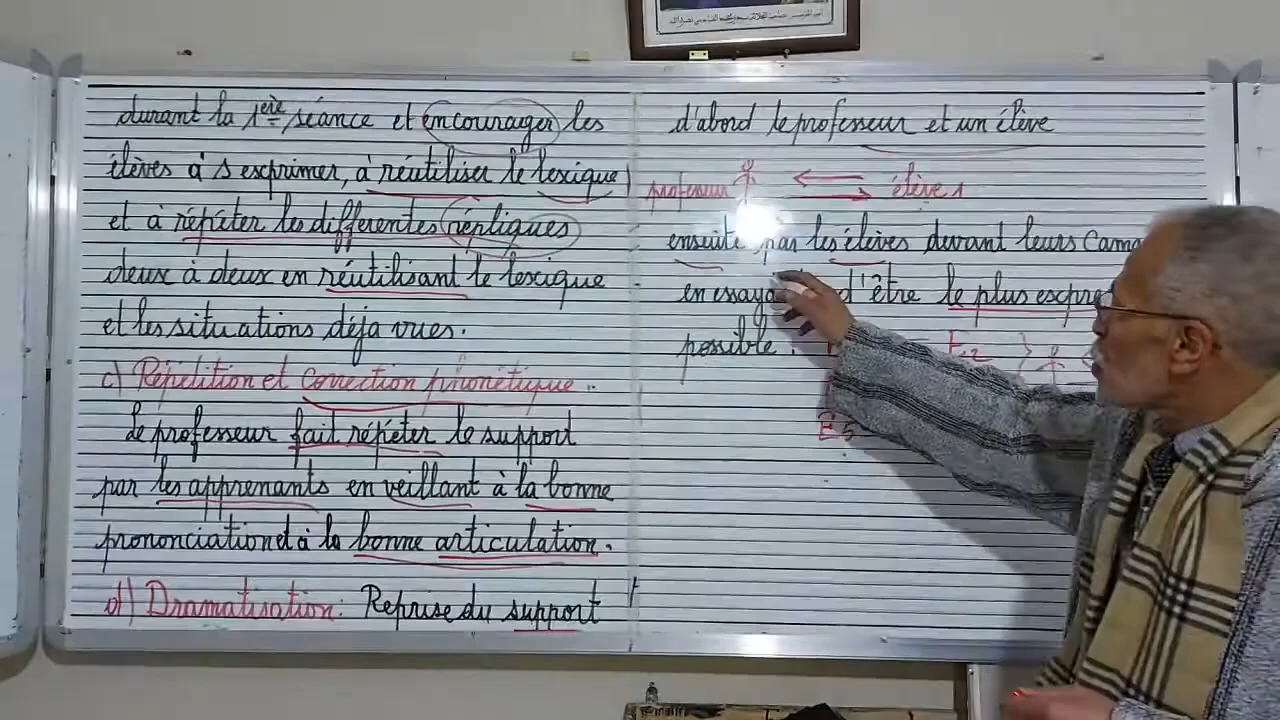 durant la 1ère séance et encourager les
élèves à s'exprimer, à réutiliser le lexique
et à répéter les différentes répliques
deux à deux en réutilisant le lexique
et les situations déja vues.
c) Répétition et correction phonétique.
Le professeur fait répéter le support
par les apprenants en veillant à la bonne
prononciation et à la bonne articulation.
d) Dramatisation: Reprise du support
d'abord le professeur et un élève
professeur élève 1
ensuite par les élèves devant leurs cama
en essaya d'être le plus expre
possible.
E2
E5